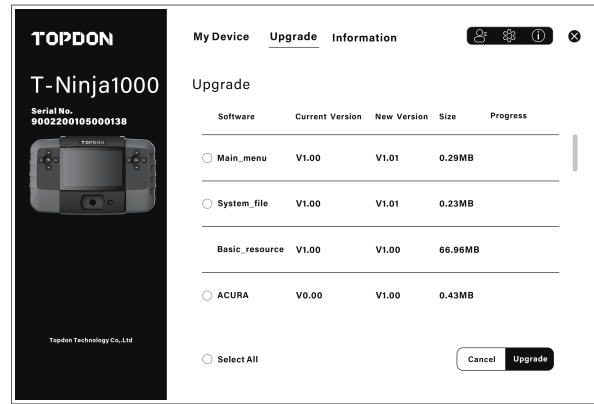 TOPDON
My Device Upgrade Information
T-Ninja1000
Serial No.
9002200105000138
TOPDON
Upgrade
Software Current Version New Version Size Progress
Main_menu V1.00 V1.01 0.29MB
System_file V1.00 V1.01 0.23MB
Basic_resource V1.00 V1.00 66.96MB
ACURA V0.00 V1.00 0.43MB
Topdon Technology Co,.Ltd
Select All
Cancel Upgrade